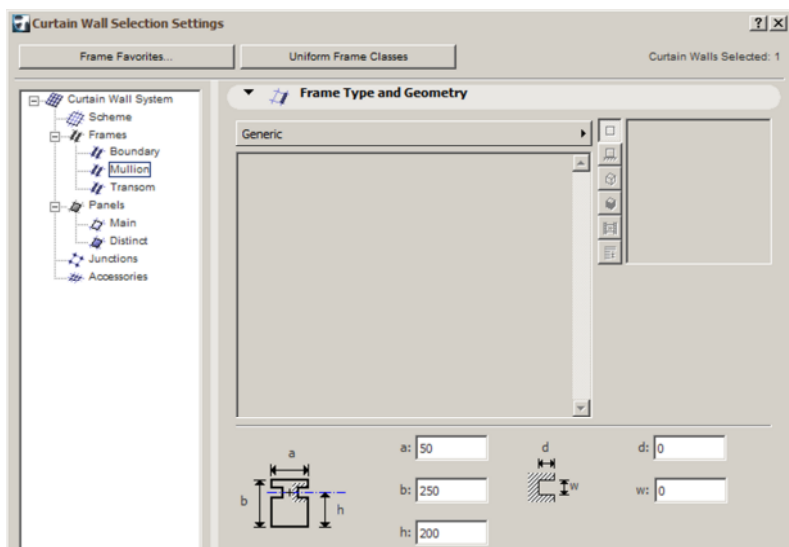 Curtain Wall Selection Settings
Frame Favorites...
Uniform Frame Classes
Curtain Walls Selected: 1
Curtain Wall System
Scheme
Frames
Boundary
Mullion
Transom
Panels
Main
Distinct
Junctions
Accessories
Frame Type and Geometry
Generic
a
b
h
a: 50
b: 250
h: 200
d
w
d: 0
w: 0